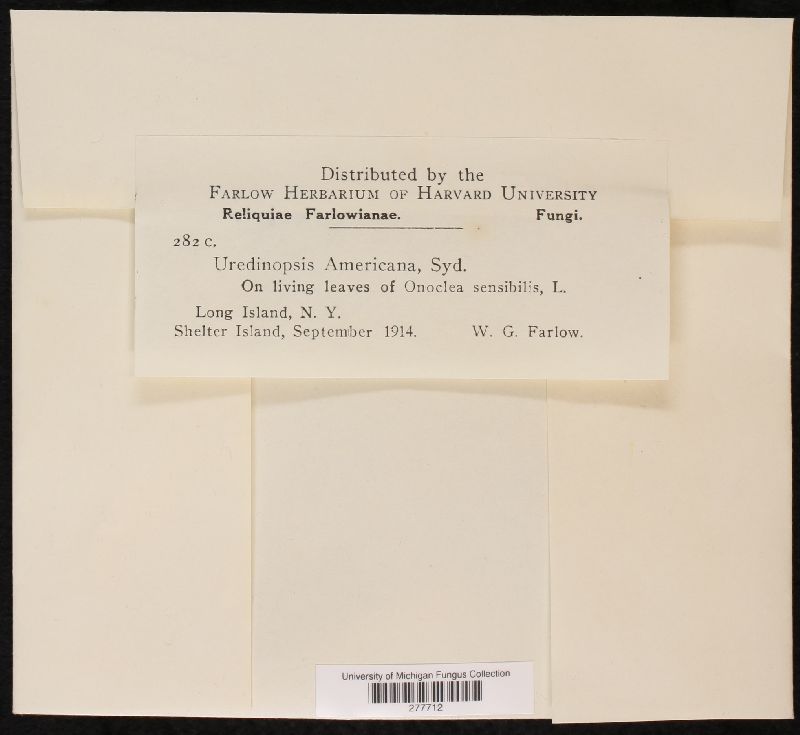 Distributed by the
Farlow Herbarium of Harvard University
Reliquiae Farlowianae. Fungi.
282 c.
Uredinopsis Americana, Syd.
On living leaves of Onoclea sensibilis, L.
Long Island, N. Y.
Shelter Island, September 1914. W. G. Farlow.
University of Michigan Fungus Collection
277712